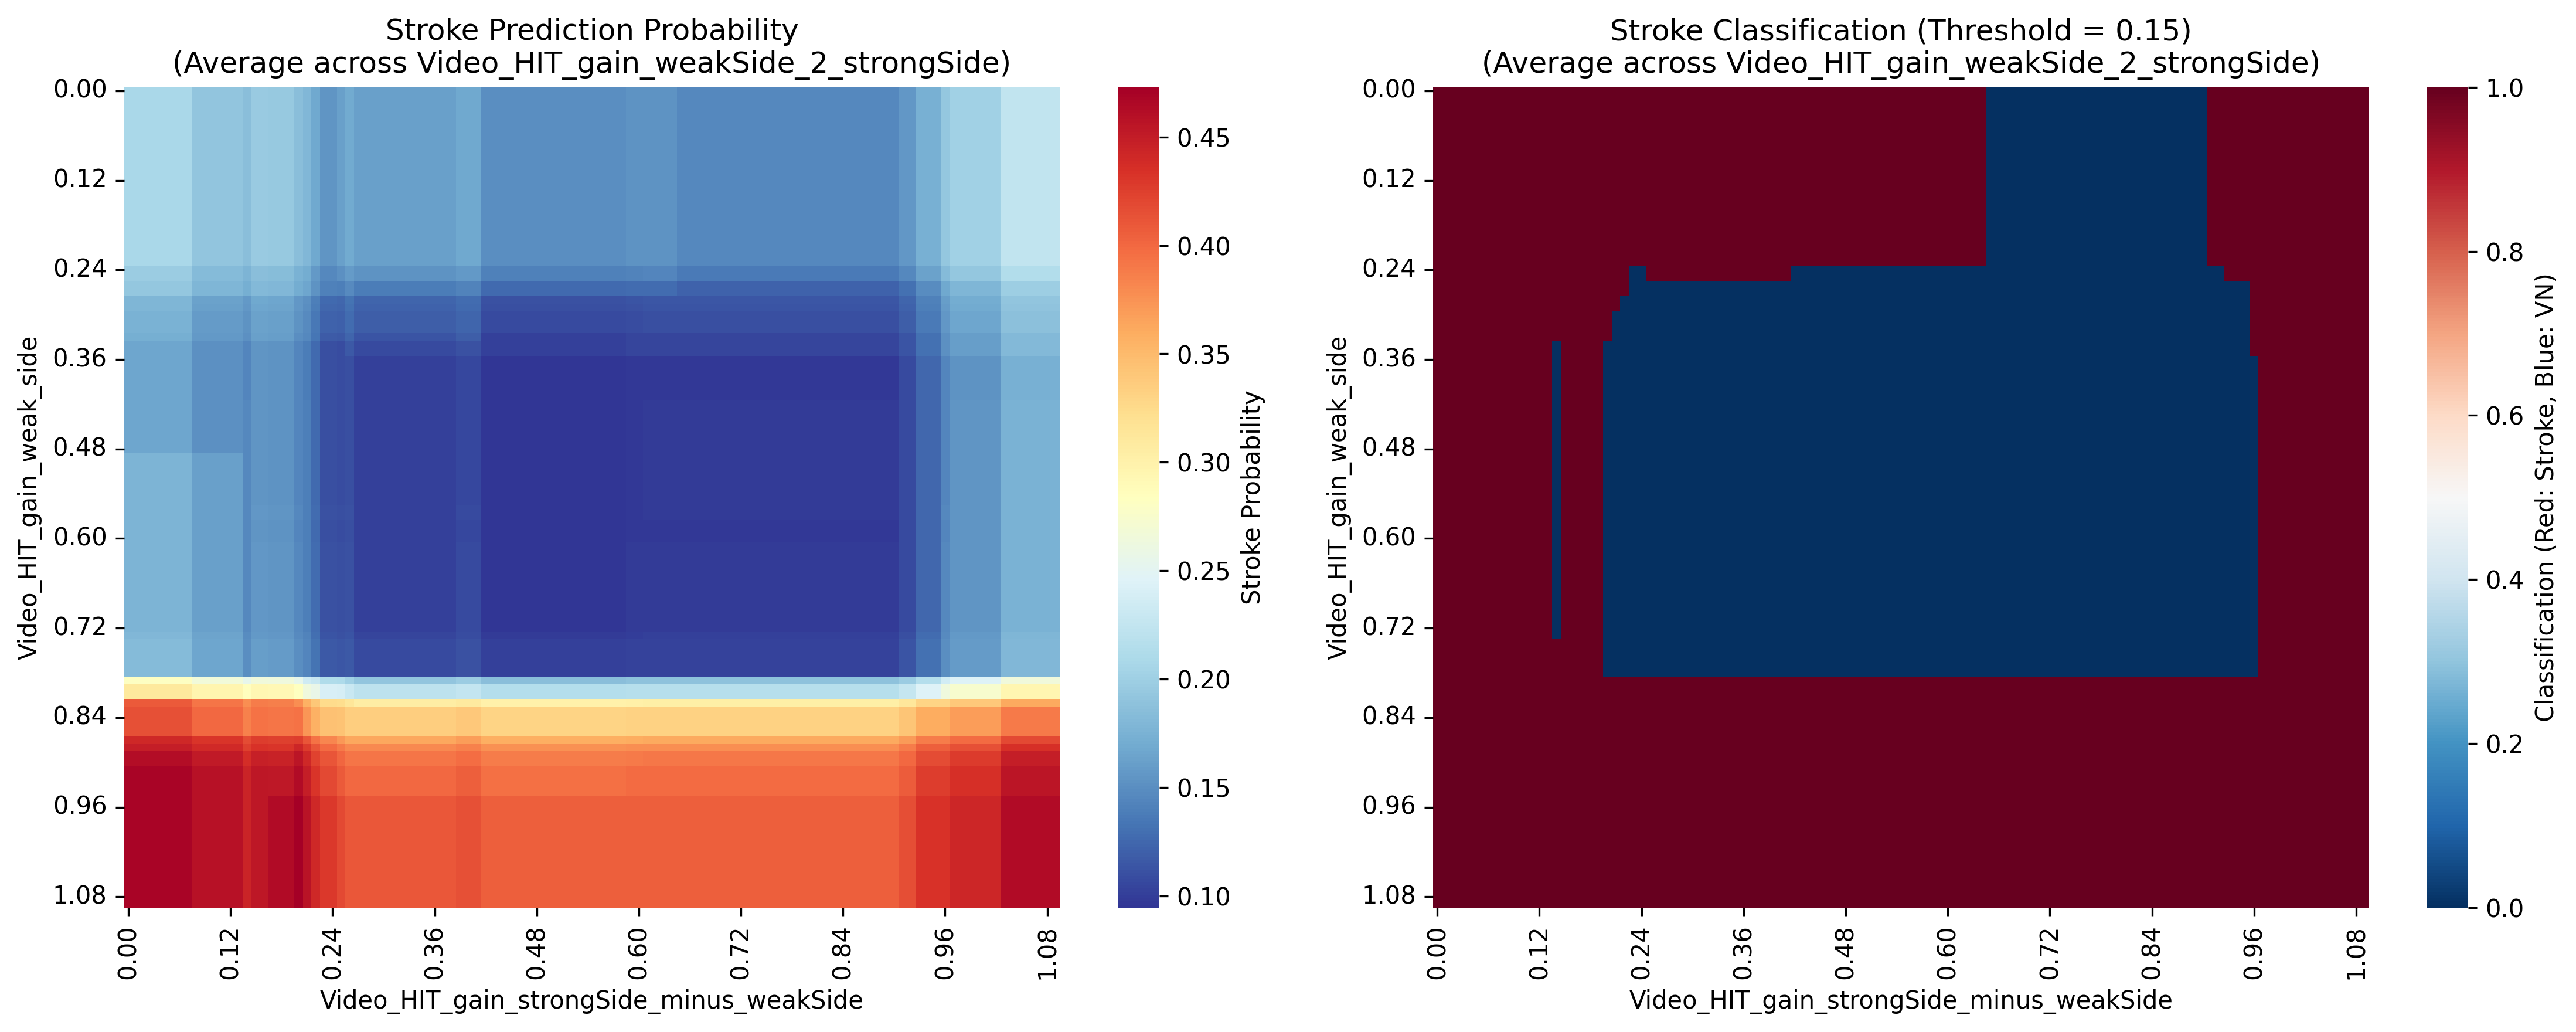 Stroke Prediction Probability
(Average across Video_HIT_gain_weakSide_2_strongSide)
Video_HIT_gain_weak_side
0.00
0.12
0.24
0.36
0.48
0.60
0.72
0.84
0.96
1.08
0.00 0.12 0.24 0.36 0.48 0.60 0.72 0.84 0.96 1.08
Video_HIT_gain_strongSide_minus_weakSide
0.45
0.40
0.35
0.30
0.25
0.20
0.15
0.10
Stroke Probability
Stroke Classification (Threshold = 0.15)
(Average across Video_HIT_gain_weakSide_2_strongSide)
Video_HIT_gain_weak_side
0.00
0.12
0.24
0.36
0.48
0.60
0.72
0.84
0.96
1.08
0.00 0.12 0.24 0.36 0.48 0.60 0.72 0.84 0.96 1.08
Video_HIT_gain_strongSide_minus_weakSide
1.0
0.8
0.6
0.4
0.2
0.0
Classification (Red: Stroke, Blue: VN)